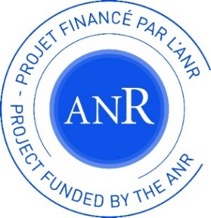 - PROJET FINANCÉ PAR L'ANR
ANR
- PROJECT FUNDED BY THE ANR